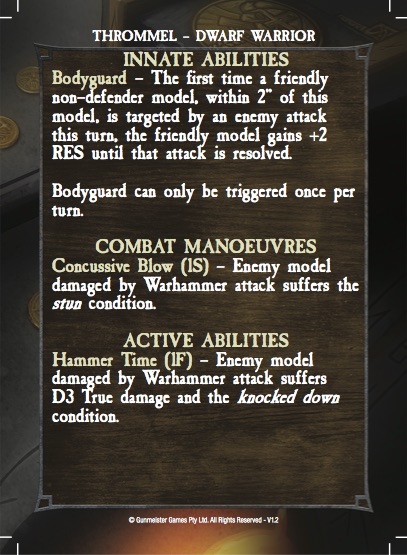 THROMMEL – DWARF WARRIOR
INNATE ABILITIES
Bodyguard – The first time a friendly
non-defender model, within 2" of this
model, is targeted by an enemy attack
this turn, the friendly model gains +2
RES until that attack is resolved.
Bodyguard can only be triggered once per
turn.
COMBAT MANOEUVRES
Concussive Blow (1S) – Enemy model
damaged by Warhammer attack suffers the
stun condition.
ACTIVE ABILITIES
Hammer Time (1F) – Enemy model
damaged by Warhammer attack suffers
D3 True damage and the knocked down
condition.
© Gunmeister Games Pty Ltd. All Rights Reserved - V1.2